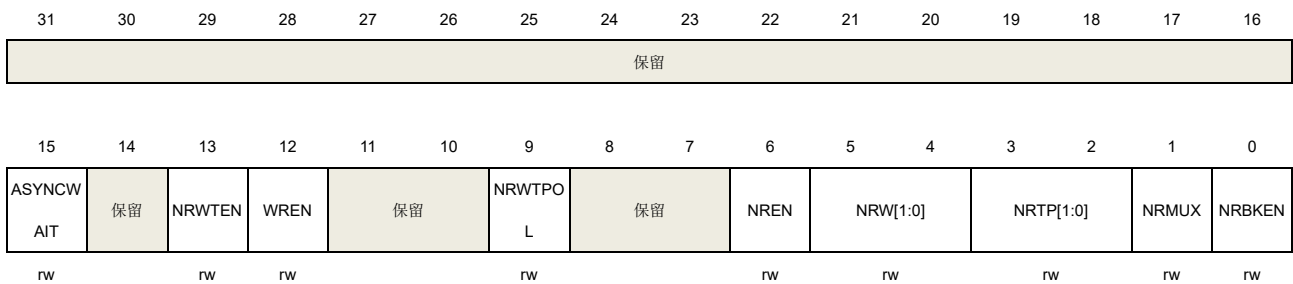 31 30 29 28 27 26 25 24 23 22 21 20 19 18 17 16
保留
15 14 13 12 11 10 9 8 7 6 5 4 3 2 1 0
ASYNCW NRWTPO
保留 NRWTEN WREN 保留 保留 NREN NRW[1:0] NRTP[1:0] NRMUX NRBKEN
AIT L
rw rw rw rw rw rw rw rw rw